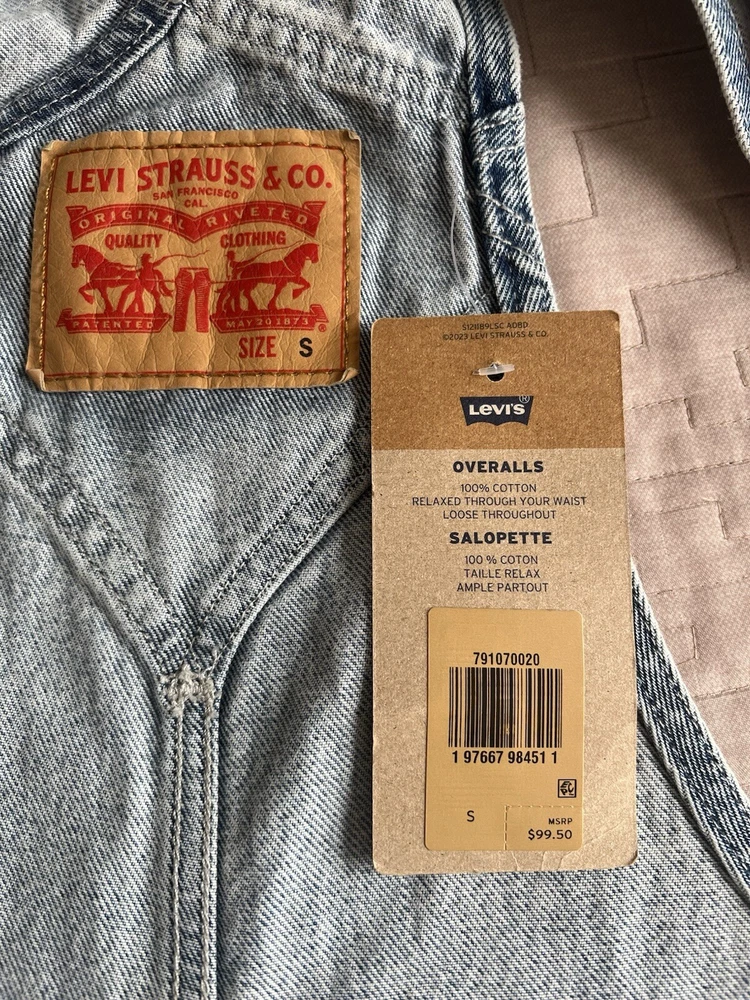 LEVI STRAUSS & CO.
SAN FRANCISCO
CAL.
ORIGINAL RIVETED
QUALITY CLOTHING
PATENTED MAY 20 1873 ®
SIZE S
©2023 LEVI STRAUSS & CO
LEVI'S ®
OVERALLS
100% COTTON
RELAXED THROUGH YOUR WAIST
LOOSE THROUGHOUT
SALOPETTE
100 % COTON
TAILLE RELAX
AMPLE PARTOUT
791070020
1 97667 98451 1
S
MSRP
$99.50